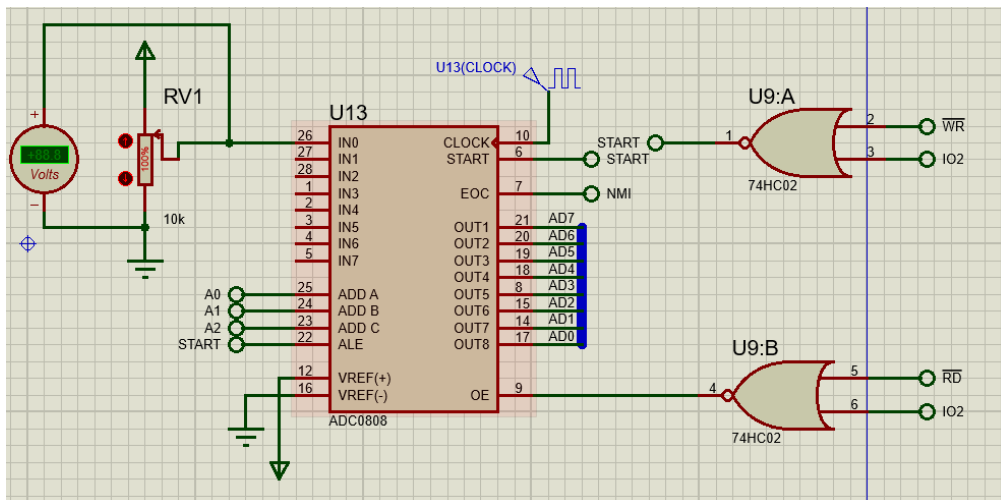 U13(CLOCK)
RV1
U9:A
U13
+
+88.8
Volts
−
100%
10k
26 IN0
27 IN1
28 IN2
1 IN3
2 IN4
3 IN5
4 IN6
5 IN7
A0 25 ADD A
A1 24 ADD B
A2 23 ADD C
START 22 ALE
12 VREF(+)
16 VREF(-)
CLOCK 10
START 6 START
EOC 7 NMI
OUT1 21 AD7
OUT2 20 AD6
OUT3 19 AD5
OUT4 18 AD4
OUT5 8 AD3
OUT6 15 AD2
OUT7 14 AD1
OUT8 17 AD0
OE 9
ADC0808
START 1 2 WR
3 IO2
74HC02
U9:B
4 5 RD
6 IO2
74HC02